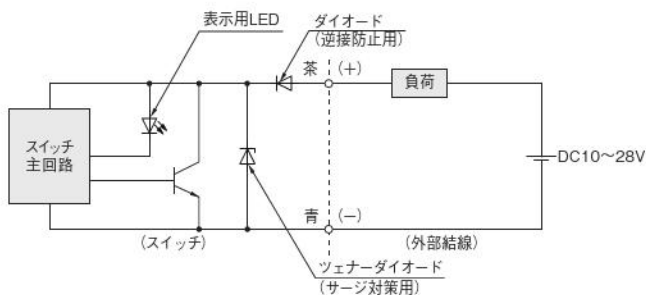 表示用LED
ダイオード
(逆接防止用)
茶 (+)
負荷
スイッチ
主回路
DC10～28V
青 (−)
(スイッチ)
(外部結線)
ツェナーダイオード
(サージ対策用)